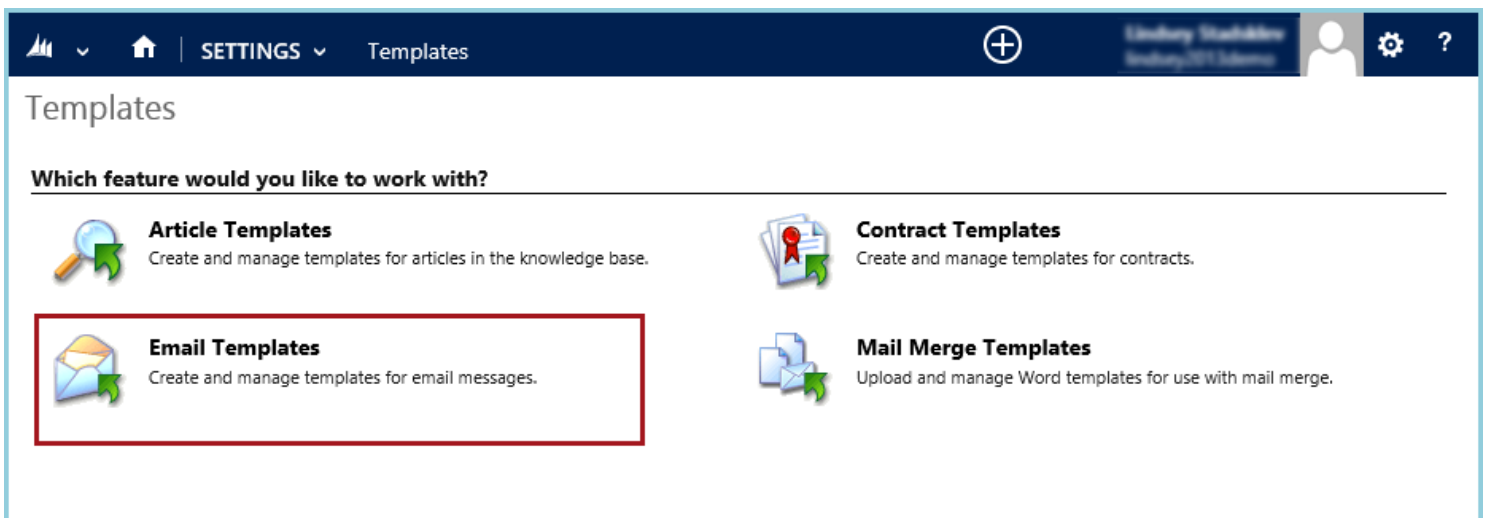 SETTINGS Templates ?
Templates
Which feature would you like to work with?
Article Templates
Create and manage templates for articles in the knowledge base.
Contract Templates
Create and manage templates for contracts.
Email Templates
Create and manage templates for email messages.
Mail Merge Templates
Upload and manage Word templates for use with mail merge.